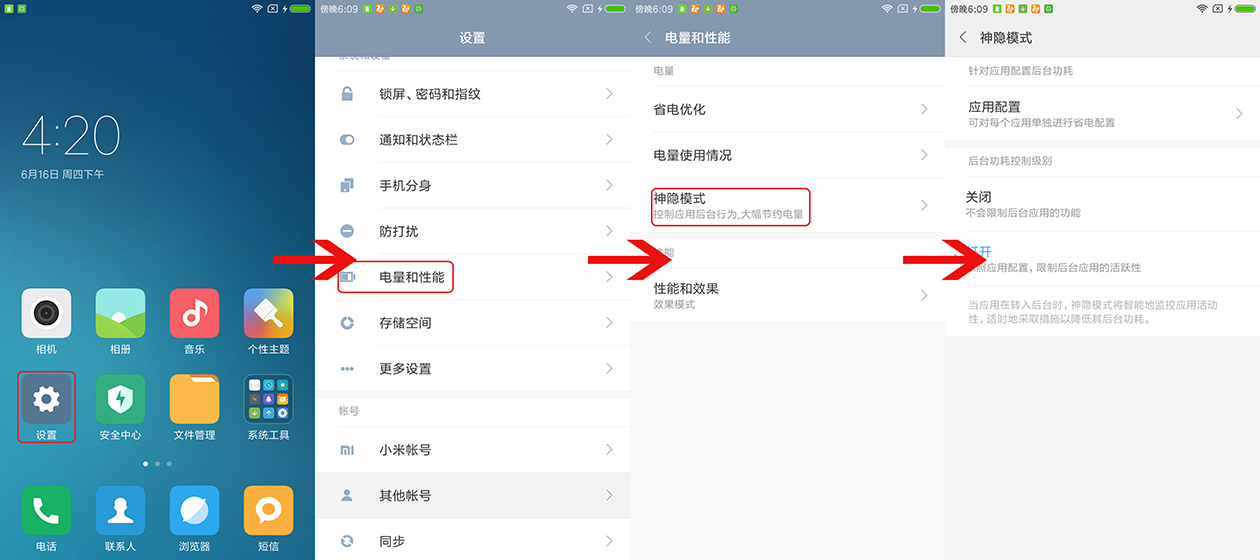 4:20
6月16日 周四下午
相机
相册
音乐
个性主题
设置
安全中心
文件管理
系统工具
电话
联系人
浏览器
短信
傍晚6:09
设置
系统和设备
锁屏、密码和指纹
通知和状态栏
手机分身
防打扰
电量和性能
存储空间
更多设置
帐号
小米帐号
其他帐号
同步
傍晚6:09
电量和性能
电量
省电优化
电量使用情况
神隐模式
控制应用后台行为,大幅节约电量
性能
性能和效果
效果模式
傍晚6:09
神隐模式
针对应用配置后台功耗
应用配置
可对每个应用单独进行省电配置
后台功耗控制级别
关闭
不会限制后台应用的功能
打开
按照应用配置，限制后台应用的活跃性
当应用在转入后台时，神隐模式将智能地监控应用活动
性，适时地采取措施以降低其后台功耗。